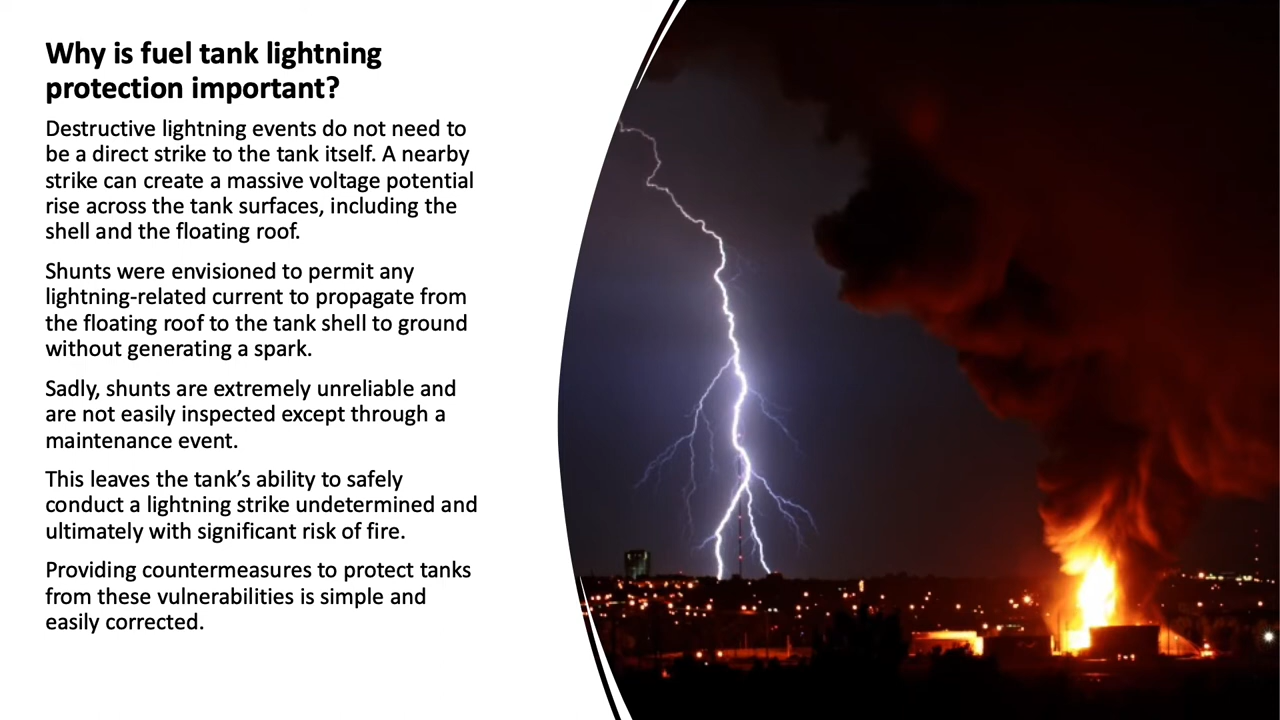 Why is fuel tank lightning
protection important?
Destructive lightning events do not need to
be a direct strike to the tank itself. A nearby
strike can create a massive voltage potential
rise across the tank surfaces, including the
shell and the floating roof.
Shunts were envisioned to permit any
lightning-related current to propagate from
the floating roof to the tank shell to ground
without generating a spark.
Sadly, shunts are extremely unreliable and
are not easily inspected except through a
maintenance event.
This leaves the tank’s ability to safely
conduct a lightning strike undetermined and
ultimately with significant risk of fire.
Providing countermeasures to protect tanks
from these vulnerabilities is simple and
easily corrected.